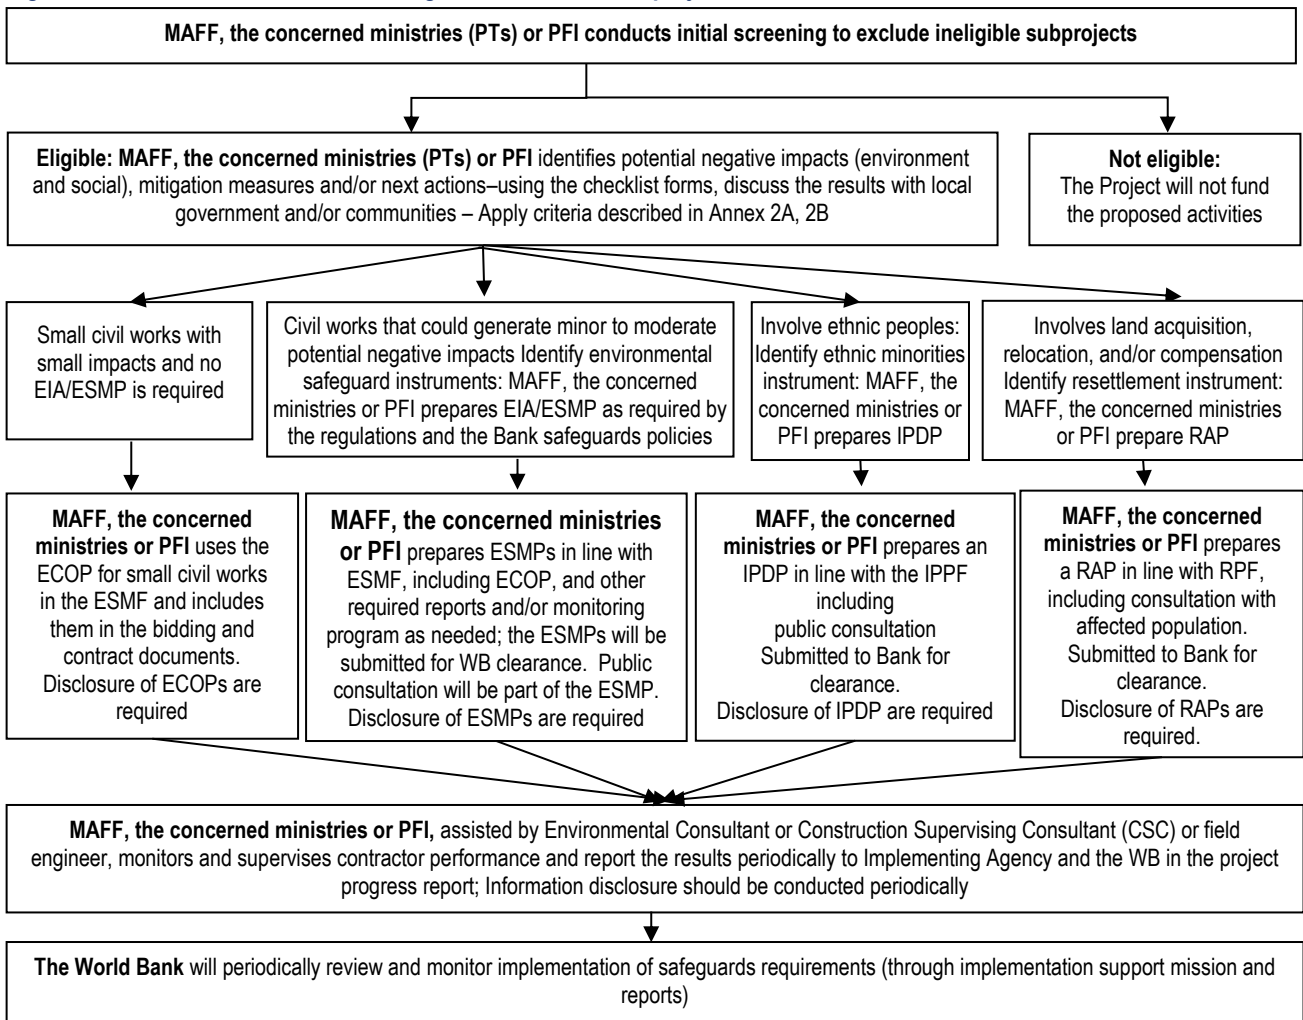 MAFF, the concerned ministries (PTs) or PFI conducts initial screening to exclude ineligible subprojects
Eligible: MAFF, the concerned ministries (PTs) or PFI identifies potential negative impacts (environment
and social), mitigation measures and/or next actions–using the checklist forms, discuss the results with local
government and/or communities – Apply criteria described in Annex 2A, 2B
Not eligible:
The Project will not fund
the proposed activities
Small civil works with
small impacts and no
EIA/ESMP is required
Civil works that could generate minor to moderate
potential negative impacts Identify environmental
safeguard instruments: MAFF, the concerned
ministries or PFI prepares EIA/ESMP as required by
the regulations and the Bank safeguards policies
Involve ethnic peoples:
Identify ethnic minorities
instrument: MAFF, the
concerned ministries or
PFI prepares IPDP
Involves land acquisition,
relocation, and/or compensation
Identify resettlement instrument:
MAFF, the concerned ministries
or PFI prepare RAP
MAFF, the concerned
ministries or PFI uses the
ECOP for small civil works
in the ESMF and includes
them in the bidding and
contract documents.
Disclosure of ECOPs are
required
MAFF, the concerned ministries
or PFI prepares ESMPs in line with
ESMF, including ECOP, and other
required reports and/or monitoring
program as needed; the ESMPs will be
submitted for WB clearance. Public
consultation will be part of the ESMP.
Disclosure of ESMPs are required
MAFF, the concerned
ministries or PFI prepares an
IPDP in line with the IPPF
including
public consultation
Submitted to Bank for
clearance.
Disclosure of IPDP are required
MAFF, the concerned
ministries or PFI prepares
a RAP in line with RPF,
including consultation with
affected population.
Submitted to Bank for
clearance.
Disclosure of RAPs are
required.
MAFF, the concerned ministries or PFI, assisted by Environmental Consultant or Construction Supervising Consultant (CSC) or field
engineer, monitors and supervises contractor performance and report the results periodically to Implementing Agency and the WB in the project
progress report; Information disclosure should be conducted periodically
The World Bank will periodically review and monitor implementation of safeguards requirements (through implementation support mission and
reports)